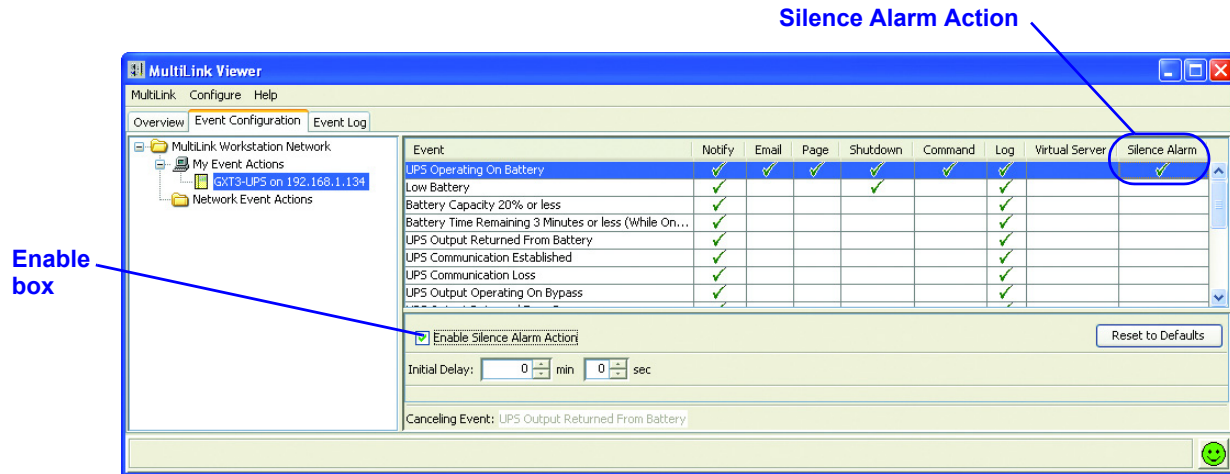 Silence Alarm Action
MultiLink Viewer
MultiLink Configure Help
Overview Event Configuration Event Log
MultiLink Workstation Network
My Event Actions
GXT3-UPS on 192.168.1.134
Network Event Actions
Event Notify Email Page Shutdown Command Log Virtual Server Silence Alarm
UPS Operating On Battery
Low Battery
Battery Capacity 20% or less
Battery Time Remaining 3 Minutes or less (While On...
UPS Output Returned From Battery
UPS Communication Established
UPS Communication Loss
UPS Output Operating On Bypass
Enable
box
Enable Silence Alarm Action
Reset to Defaults
Initial Delay: 0 min 0 sec
Canceling Event: UPS Output Returned From Battery